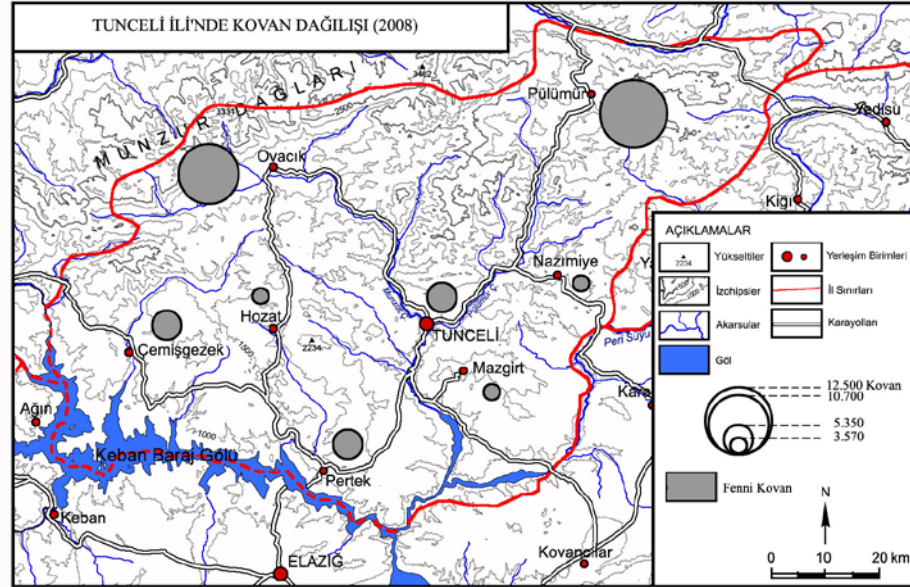 TUNCELİ İLİ'NDE KOVAN DAĞILIŞI (2008)
MUNZUR DAĞLARI
3462
2500
3331
Pülümür
Yedisu
Ovacık
Kiğı
Nazımiye
Hozat
TUNCELİ
Çemişgezek
1500
2234
Mazgirt
Peri Suyu
Ağın
1000
Keban Baraj Gölü
Pertek
Keban
ELAZIĞ
Kovancılar
AÇIKLAMALAR
2234
Yükseltiler
Yerleşim Birimleri
İzohipsler
İl Sınırları
Akarsular
Karayolları
Göl
12.500 Kovan
10.700
5.350
3.570
Fenni Kovan
N
0 10 20 km